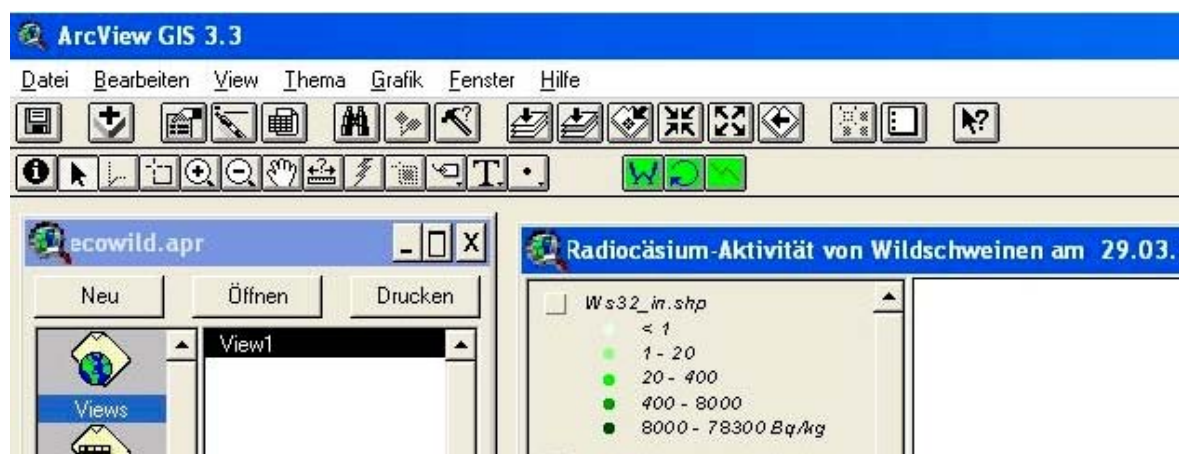 ArcView GIS 3.3
Datei Bearbeiten View Thema Grafik Fenster Hilfe
T
W
ecowild.apr
Neu Öffnen Drucken
View1
Views
Radiocäsium-Aktivität von Wildschweinen am 29.03.
Ws32_in.shp
< 1
1 - 20
20 - 400
400 - 8000
8000 - 78300 Bq/kg